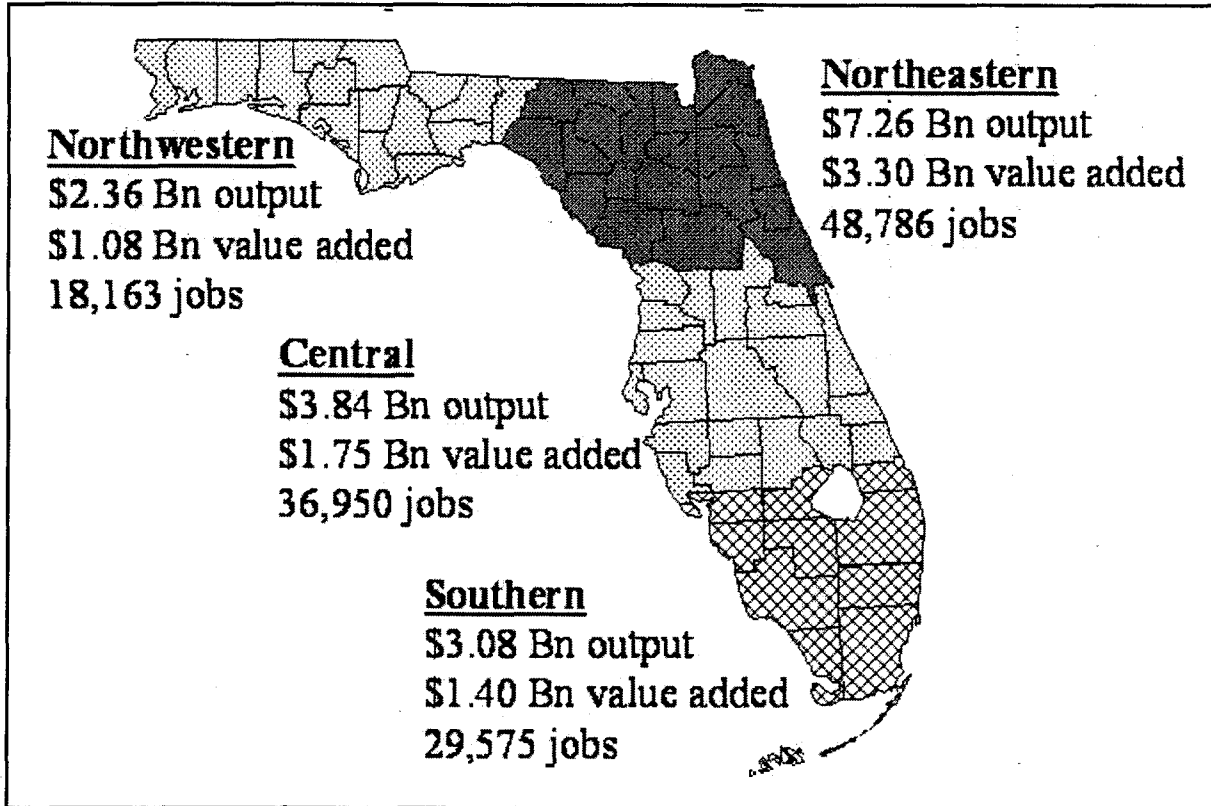 Northeastern
$7.26 Bn output
$3.30 Bn value added
48,786 jobs
Northwestern
$2.36 Bn output
$1.08 Bn value added
18,163 jobs
Central
$3.84 Bn output
$1.75 Bn value added
36,950 jobs
Southern
$3.08 Bn output
$1.40 Bn value added
29,575 jobs